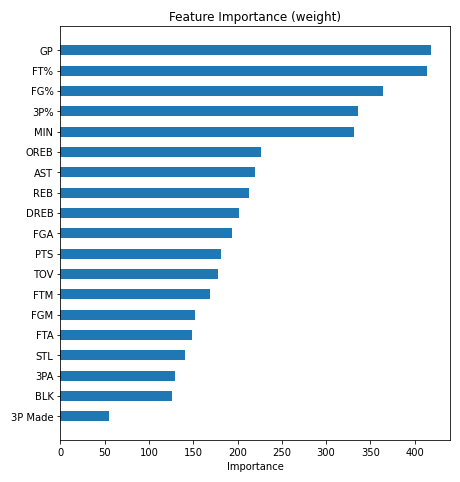 Feature Importance (weight)
GP
FT%
FG%
3P%
MIN
OREB
AST
REB
DREB
FGA
PTS
TOV
FTM
FGM
FTA
STL
3PA
BLK
3P Made
0 50 100 150 200 250 300 350 400
Importance